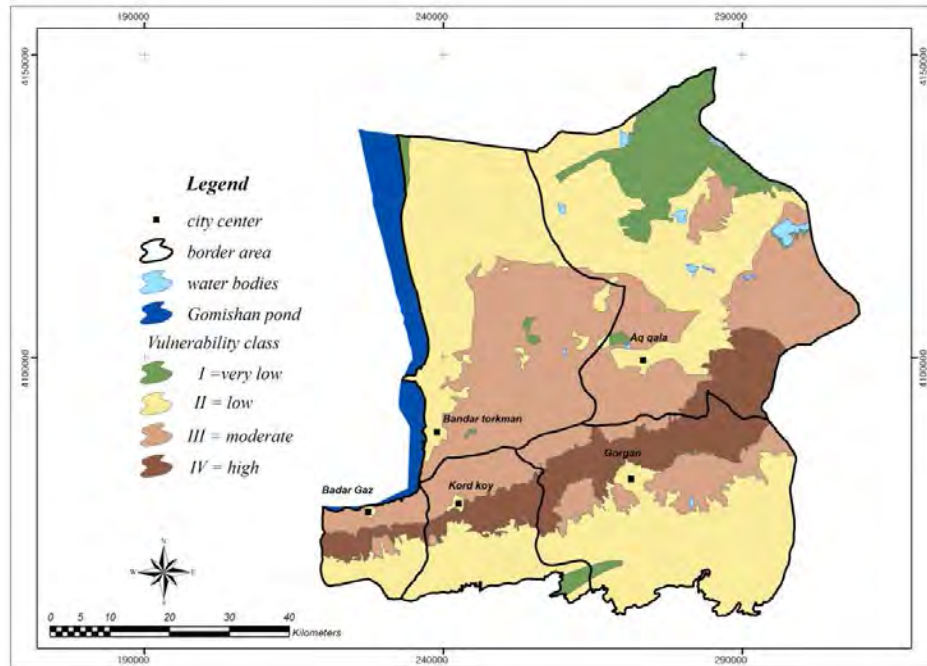 190000 240000 290000
4150000 4150000
Legend
city center
border area
water bodies
Gomishan pond
Vulnerability class
I =very low
II = low
III = moderate
IV = high
Aq qala
4100000 4100000
Bandar torkman
Gorgan
Kord koy
Badar Gaz
N
W E
S
0 5 10 20 30 40
Kilometers
190000 240000 290000